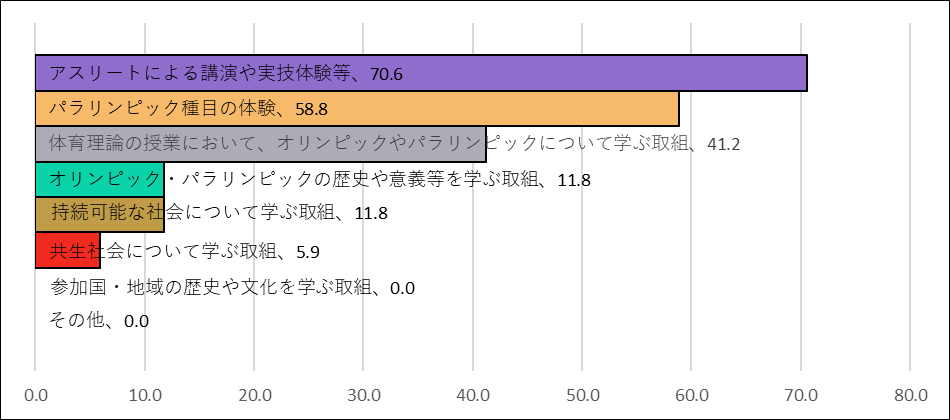 アスリートによる講演や実技体験等、70.6
パラリンピック種目の体験、58.8
体育理論の授業において、オリンピックやパラリンピックについて学ぶ取組、41.2
オリンピック・パラリンピックの歴史や意義等を学ぶ取組、11.8
持続可能な社会について学ぶ取組、11.8
共生社会について学ぶ取組、5.9
参加国・地域の歴史や文化を学ぶ取組、0.0
その他、0.0
0.0 10.0 20.0 30.0 40.0 50.0 60.0 70.0 80.0